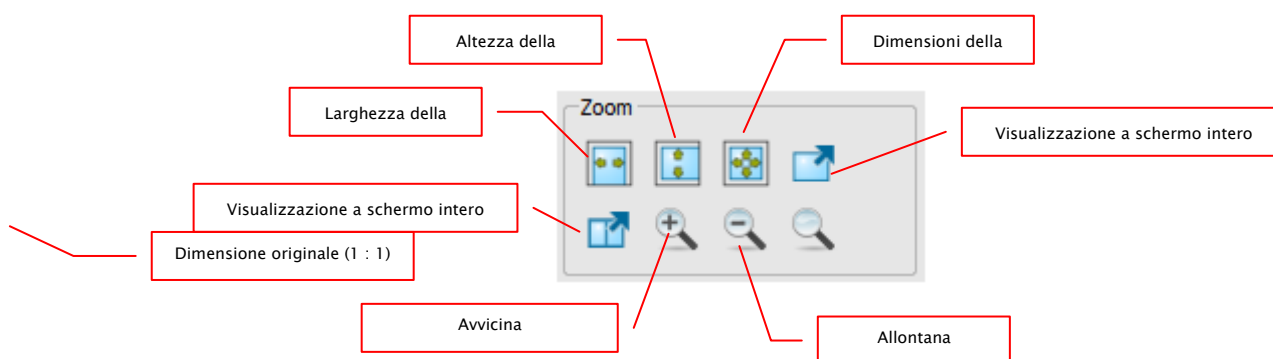 Altezza della
Dimensioni della
Larghezza della
Zoom
Visualizzazione a schermo intero
Visualizzazione a schermo intero
Dimensione originale (1 : 1)
Avvicina
Allontana